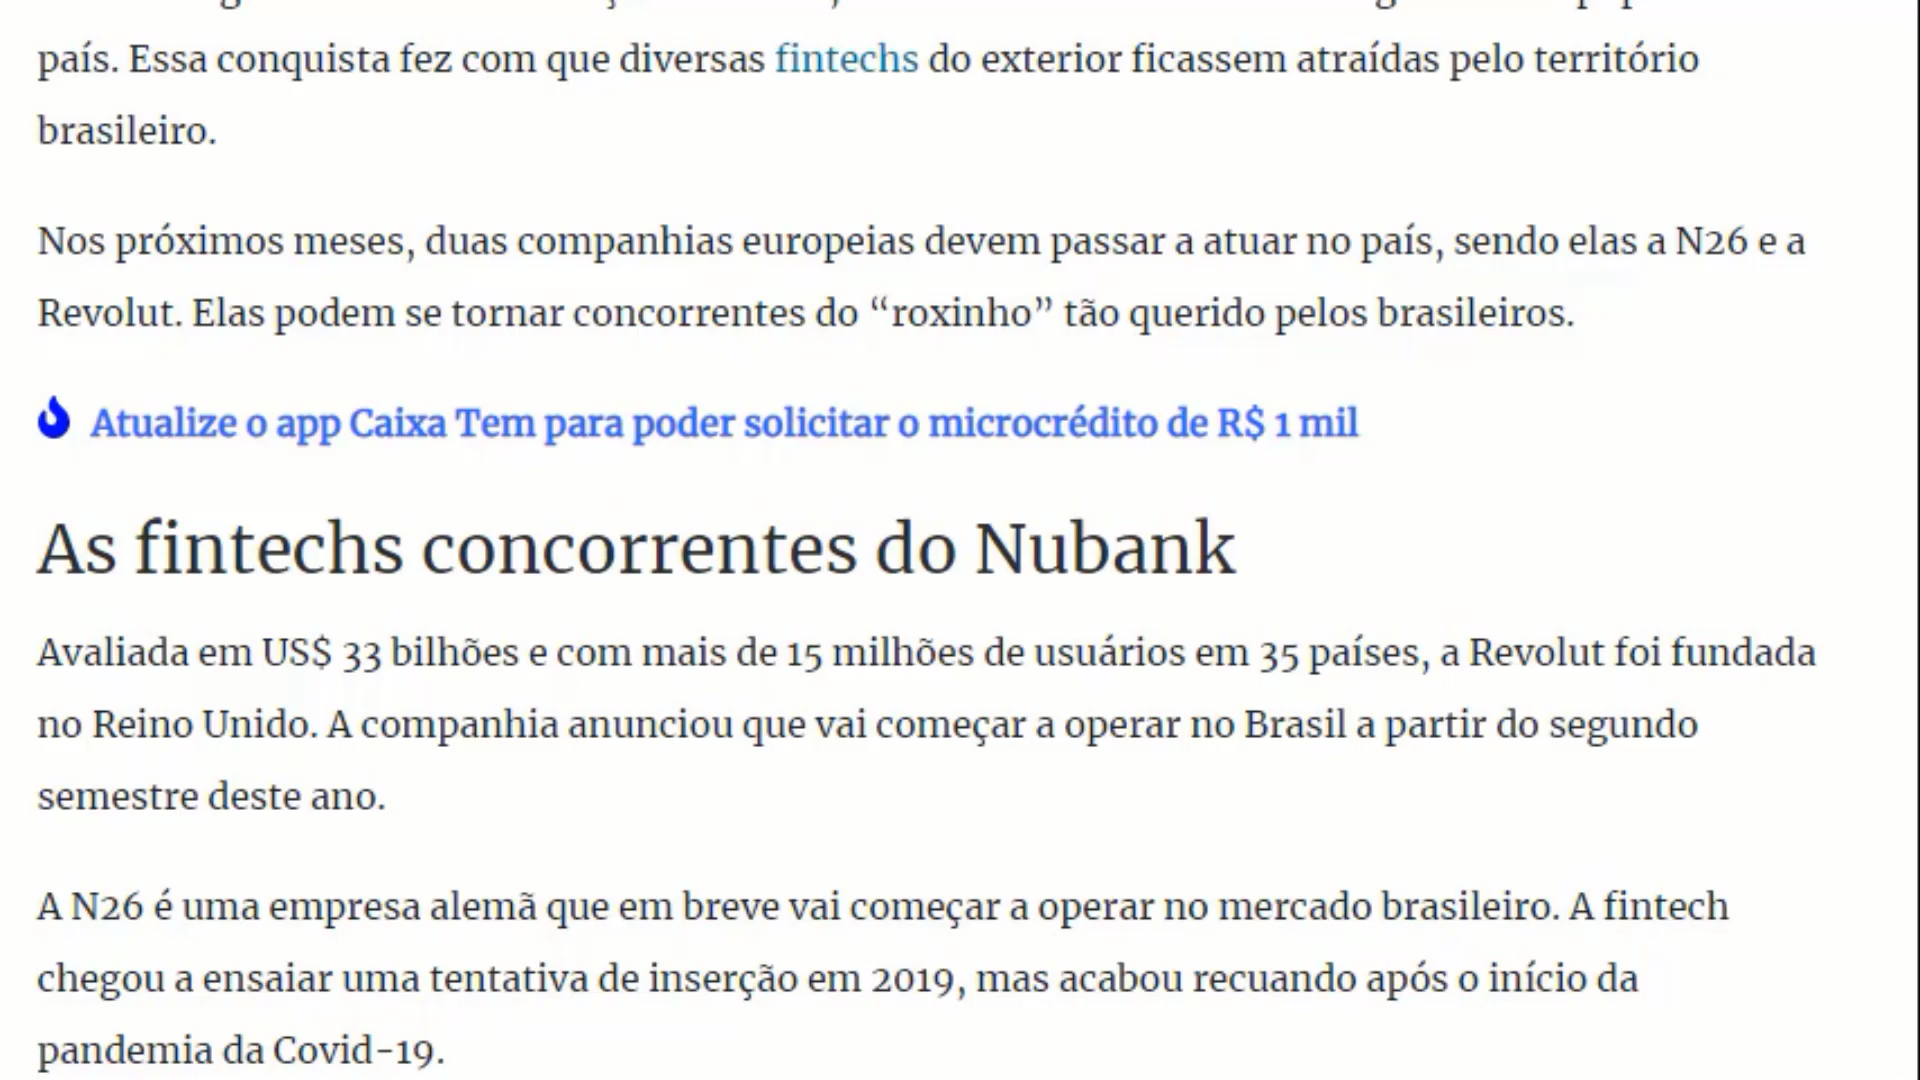 país. Essa conquista fez com que diversas fintechs do exterior ficassem atraídas pelo território
brasileiro.
Nos próximos meses, duas companhias europeias devem passar a atuar no país, sendo elas a N26 e a
Revolut. Elas podem se tornar concorrentes do “roxinho” tão querido pelos brasileiros.
Atualize o app Caixa Tem para poder solicitar o microcrédito de R$ 1 mil
As fintechs concorrentes do Nubank
Avaliada em US$ 33 bilhões e com mais de 15 milhões de usuários em 35 países, a Revolut foi fundada
no Reino Unido. A companhia anunciou que vai começar a operar no Brasil a partir do segundo
semestre deste ano.
A N26 é uma empresa alemã que em breve vai começar a operar no mercado brasileiro. A fintech
chegou a ensaiar uma tentativa de inserção em 2019, mas acabou recuando após o início da
pandemia da Covid-19.